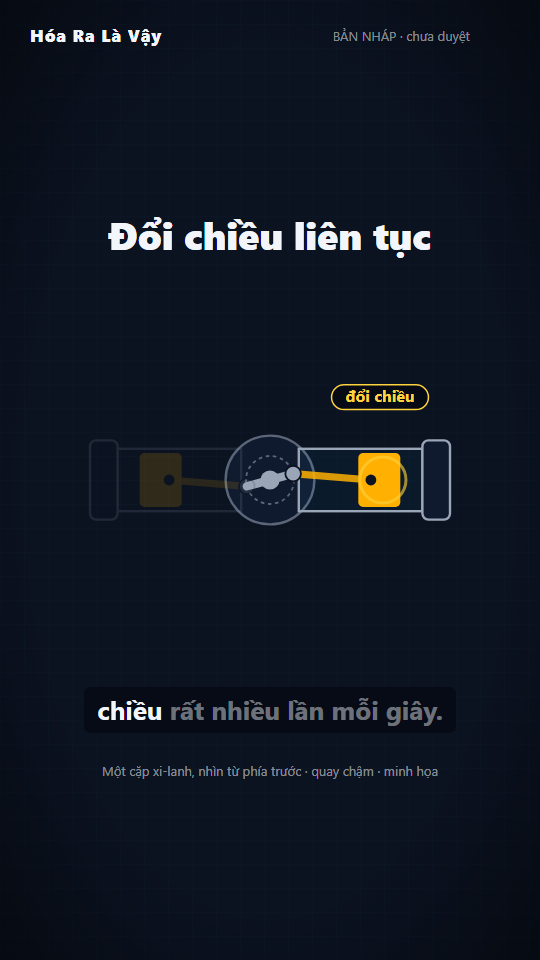 Hóa Ra Là Vậy
BẢN NHÁP · chưa duyệt
Đổi chiều liên tục
đổi chiều
chiều rất nhiều lần mỗi giây.
Một cặp xi-lanh, nhìn từ phía trước · quay chậm · minh họa